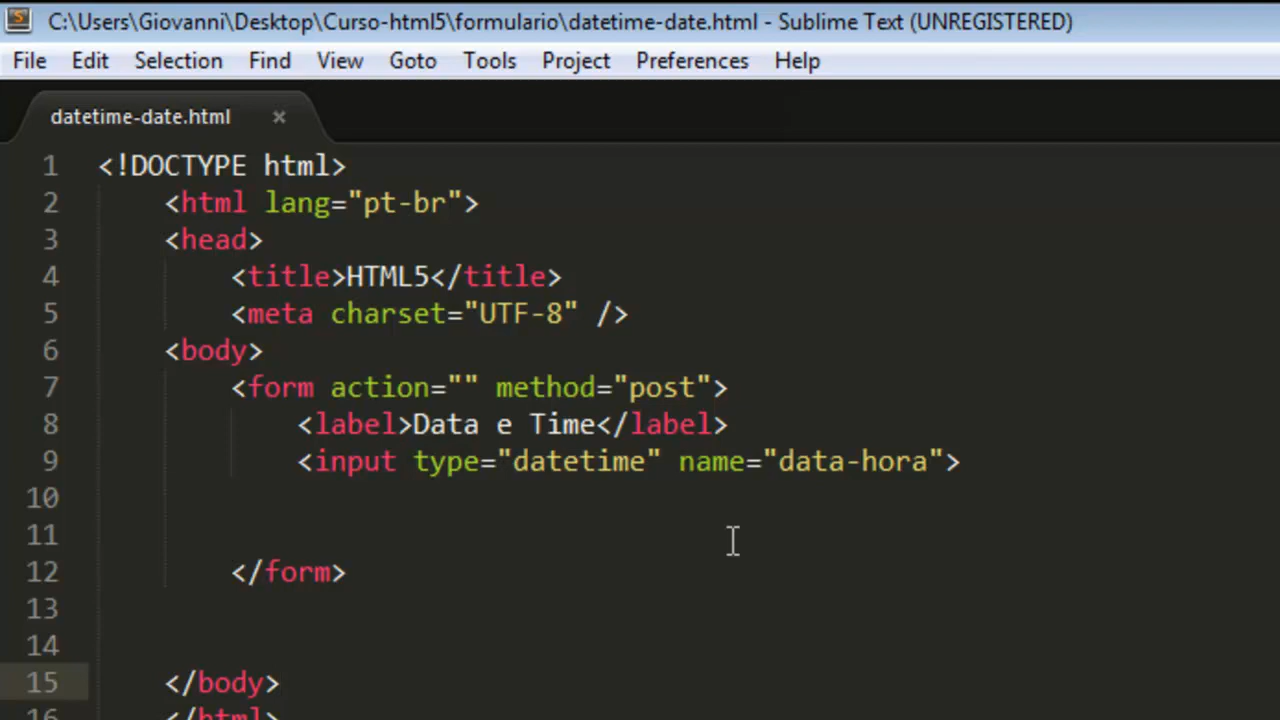 C:\Users\Giovanni\Desktop\Curso-html5\formulario\datetime-date.html - Sublime Text (UNREGISTERED)
File Edit Selection Find View Goto Tools Project Preferences Help
datetime-date.html ×
1 <!DOCTYPE html>
2 <html lang="pt-br">
3 <head>
4 <title>HTML5</title>
5 <meta charset="UTF-8" />
6 <body>
7 <form action="" method="post">
8 <label>Data e Time</label>
9 <input type="datetime" name="data-hora">
10
11
12 </form>
13
14
15 </body>
16 </html>